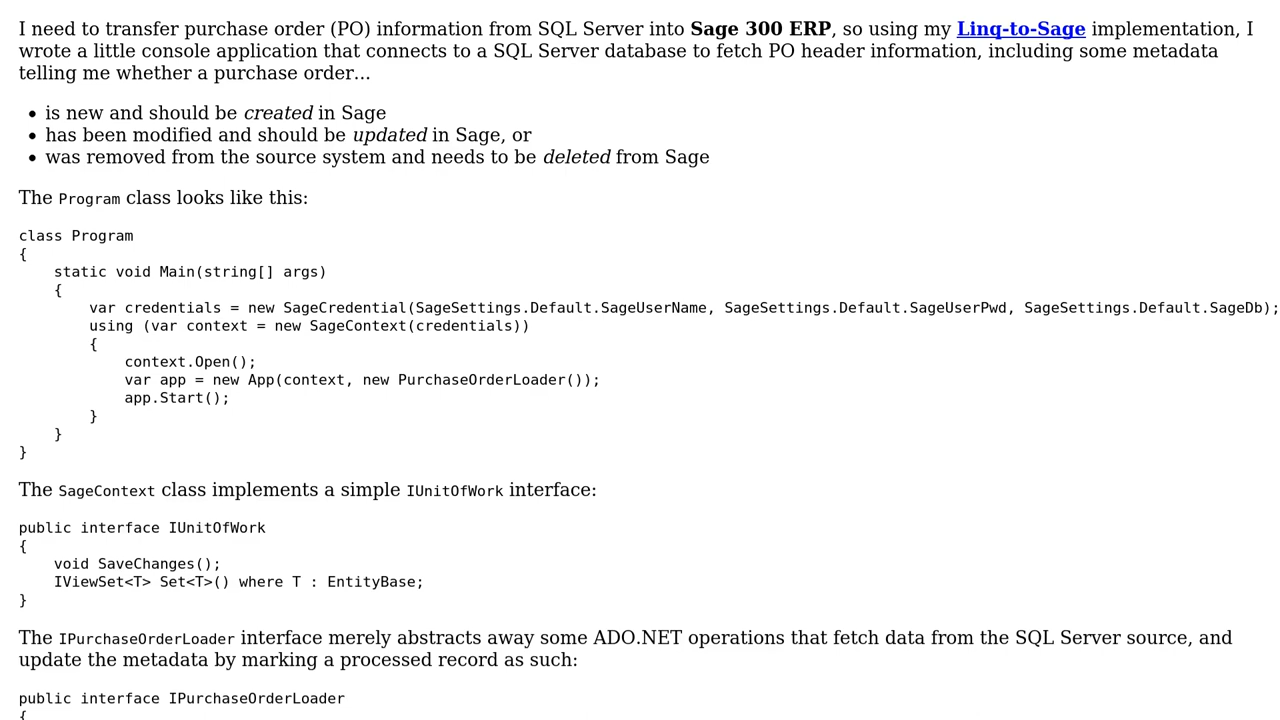 I need to transfer purchase order (PO) information from SQL Server into Sage 300 ERP, so using my Linq-to-Sage implementation, I
wrote a little console application that connects to a SQL Server database to fetch PO header information, including some metadata
telling me whether a purchase order...
• is new and should be created in Sage
• has been modified and should be updated in Sage, or
• was removed from the source system and needs to be deleted from Sage
The Program class looks like this:
class Program
{
    static void Main(string[] args)
    {
        var credentials = new SageCredential(SageSettings.Default.SageUserName, SageSettings.Default.SageUserPwd, SageSettings.Default.SageDb);
        using (var context = new SageContext(credentials))
        {
            context.Open();
            var app = new App(context, new PurchaseOrderLoader());
            app.Start();
        }
    }
}
The SageContext class implements a simple IUnitOfWork interface:
public interface IUnitOfWork
{
    void SaveChanges();
    IViewSet<T> Set<T>() where T : EntityBase;
}
The IPurchaseOrderLoader interface merely abstracts away some ADO.NET operations that fetch data from the SQL Server source, and
update the metadata by marking a processed record as such:
public interface IPurchaseOrderLoader
{